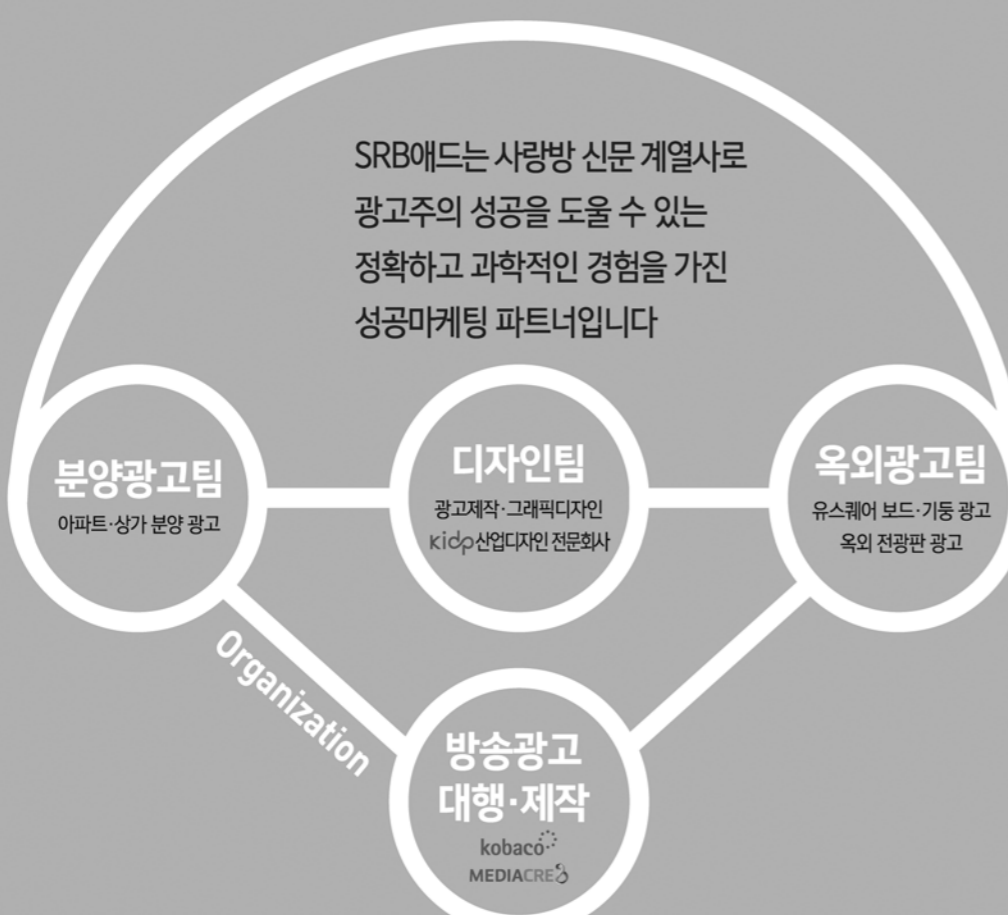 SRB애드는 사랑방 신문 계열사로
광고주의 성공을 도울 수 있는
정확하고 과학적인 경험을 가진
성공마케팅 파트너입니다
분양광고팀
아파트·상가 분양 광고
디자인팀
광고제작·그래픽디자인
kidp 산업디자인 전문회사
옥외광고팀
유스퀘어 보드·기둥 광고
옥외 전광판 광고
Organization
방송광고
대행·제작
kobaco
MEDIACRE